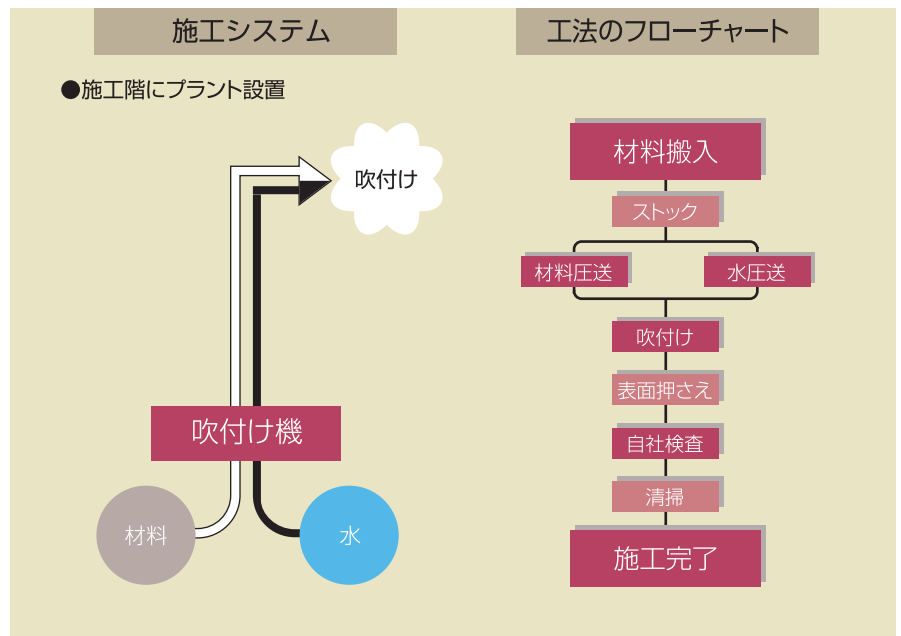 施工システム
●施工階にプラント設置
吹付け
吹付け機
材料
水
工法のフローチャート
材料搬入
ストック
材料圧送
水圧送
吹付け
表面押さえ
自社検査
清掃
施工完了